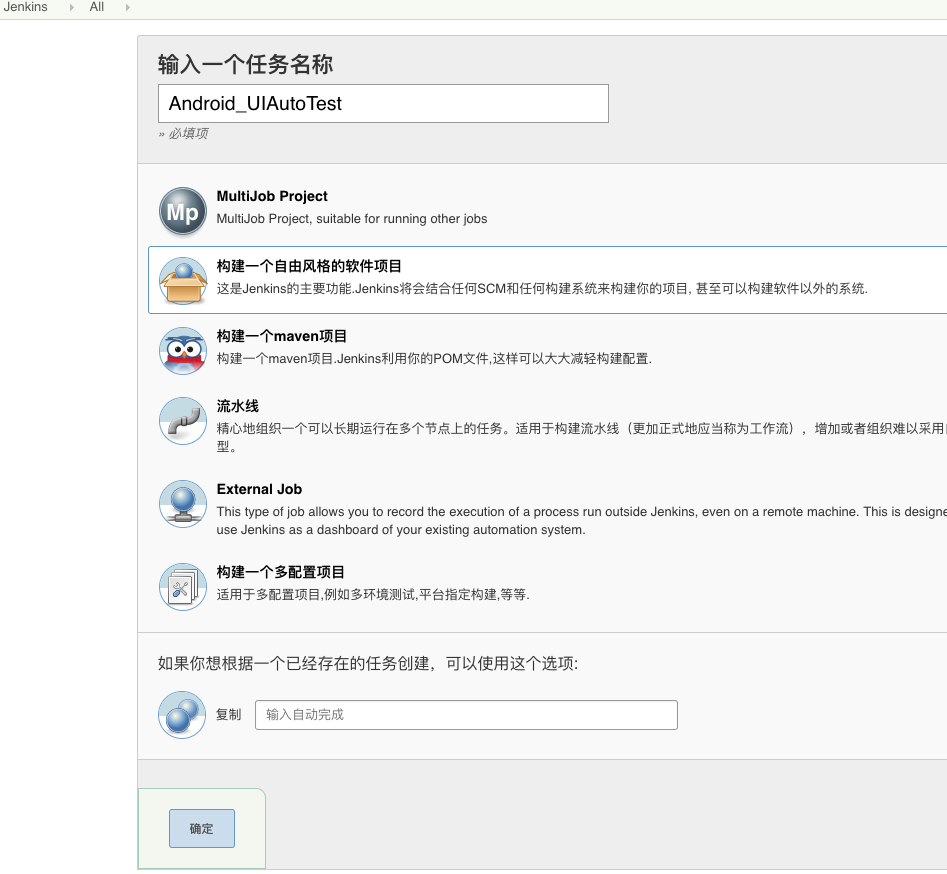 Jenkins All
输入一个任务名称
Android_UIAutoTest
» 必填项
Mp
MultiJob Project
MultiJob Project, suitable for running other jobs
构建一个自由风格的软件项目
这是Jenkins的主要功能.Jenkins将会结合任何SCM和任何构建系统来构建你的项目, 甚至可以构建软件以外的系统.
构建一个maven项目
构建一个maven项目.Jenkins利用你的POM文件,这样可以大大减轻构建配置.
流水线
精心地组织一个可以长期运行在多个节点上的任务。适用于构建流水线（更加正式地应当称为工作流），增加或者组织难以采用
型。
External Job
This type of job allows you to record the execution of a process run outside Jenkins, even on a remote machine. This is designe
use Jenkins as a dashboard of your existing automation system.
构建一个多配置项目
适用于多配置项目,例如多环境测试,平台指定构建,等等.
如果你想根据一个已经存在的任务创建，可以使用这个选项:
复制 输入自动完成
确定